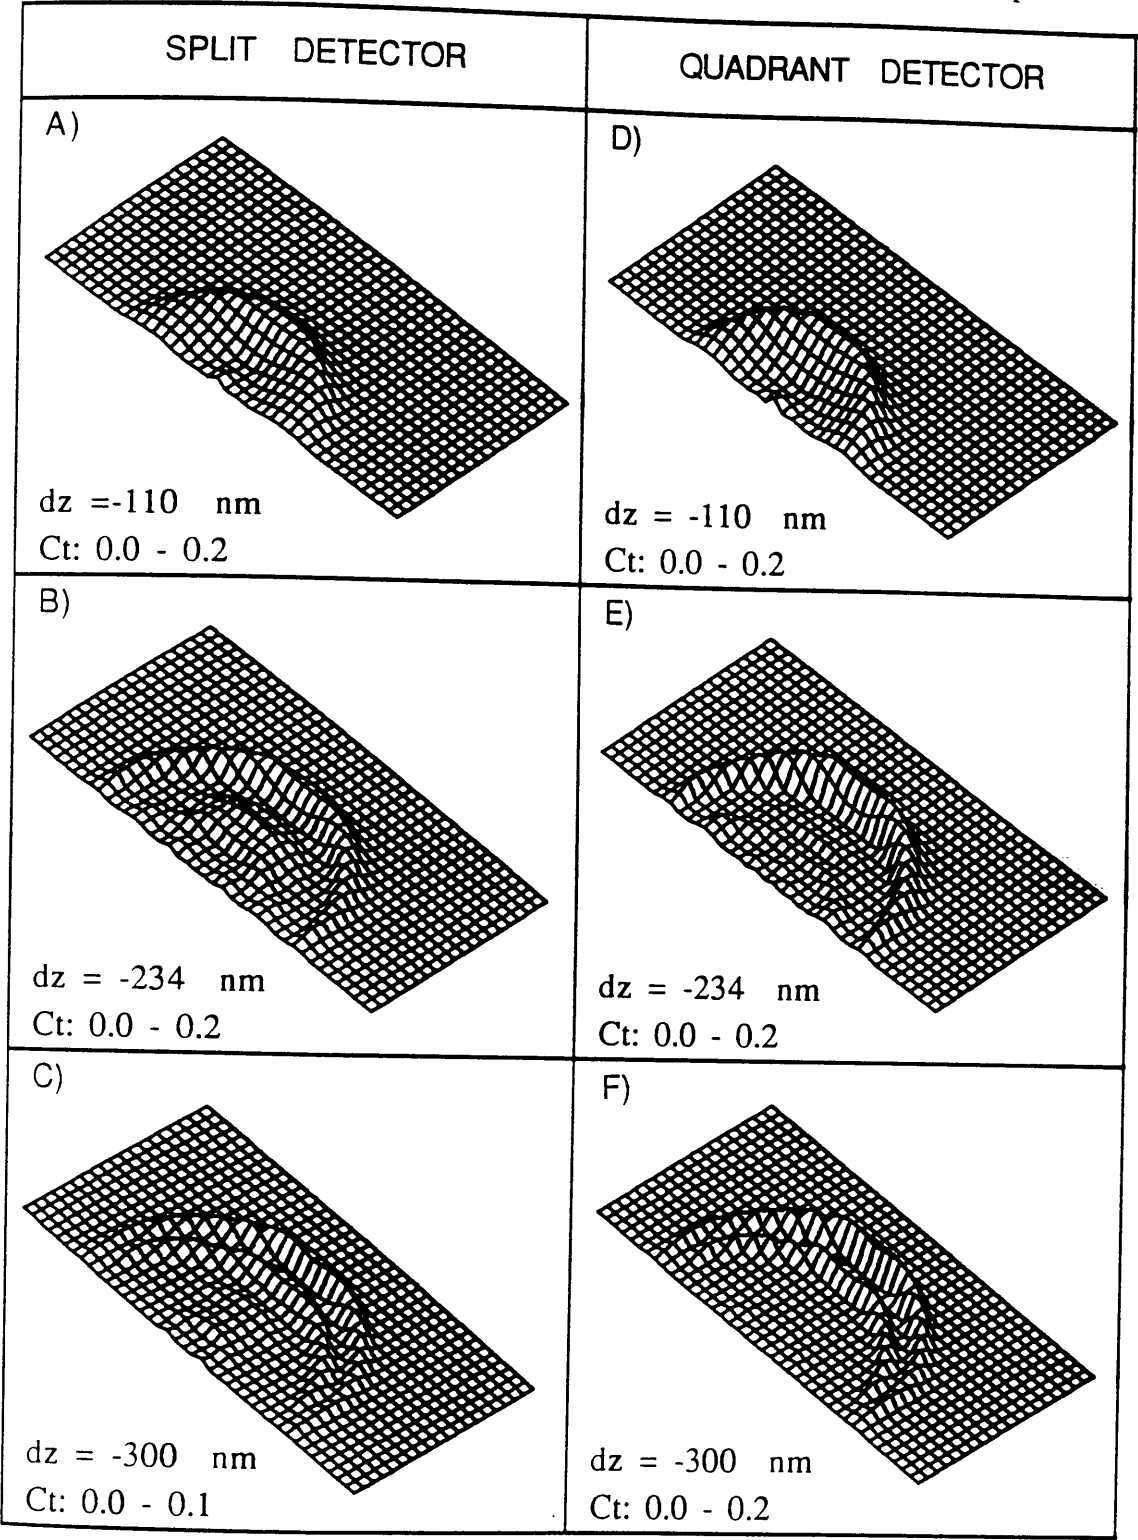 SPLIT DETECTOR
QUADRANT DETECTOR
A)
dz =-110 nm
Ct: 0.0 - 0.2
D)
dz = -110 nm
Ct: 0.0 - 0.2
B)
dz = -234 nm
Ct: 0.0 - 0.2
E)
dz = -234 nm
Ct: 0.0 - 0.2
C)
dz = -300 nm
Ct: 0.0 - 0.1
F)
dz = -300 nm
Ct: 0.0 - 0.2